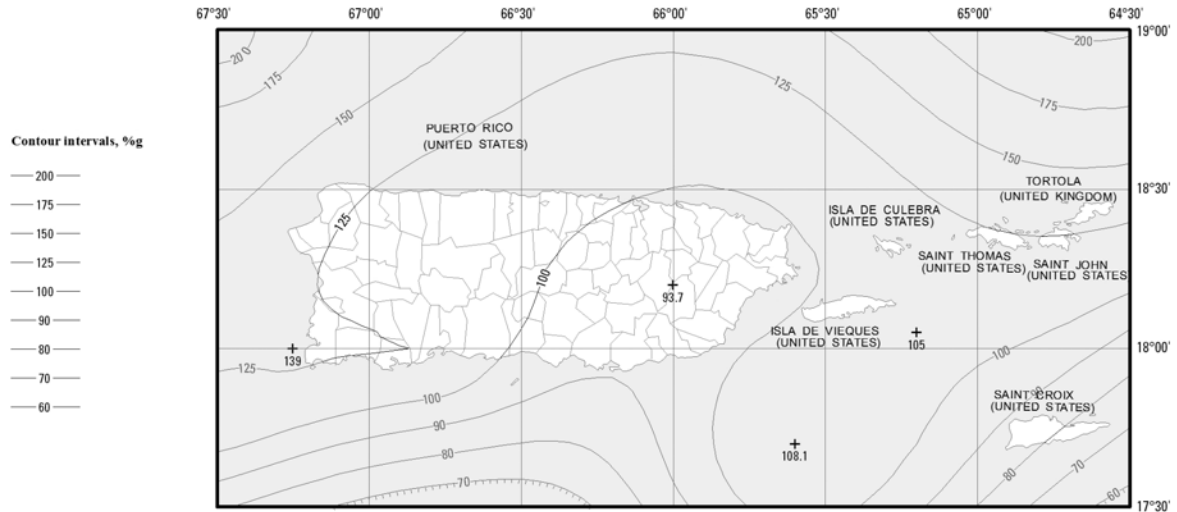 67°30' 67°00' 66°30' 66°00' 65°30' 65°00' 64°30'
19°00'
200
200
175
125
175
150
Contour intervals, %g
PUERTO RICO
(UNITED STATES)
150
200
175
150
125
100
90
80
70
60
TORTOLA
(UNITED KINGDOM)
18°30'
ISLA DE CULEBRA
(UNITED STATES)
125
SAINT THOMAS
(UNITED STATES)
SAINT JOHN
(UNITED STATES
100
93.7
ISLA DE VIEQUES
(UNITED STATES)
105
18°00'
139
125
100
100
90
SAINT CROIX
(UNITED STATES)
90
80
108.1
80
70
70
60
17°30'